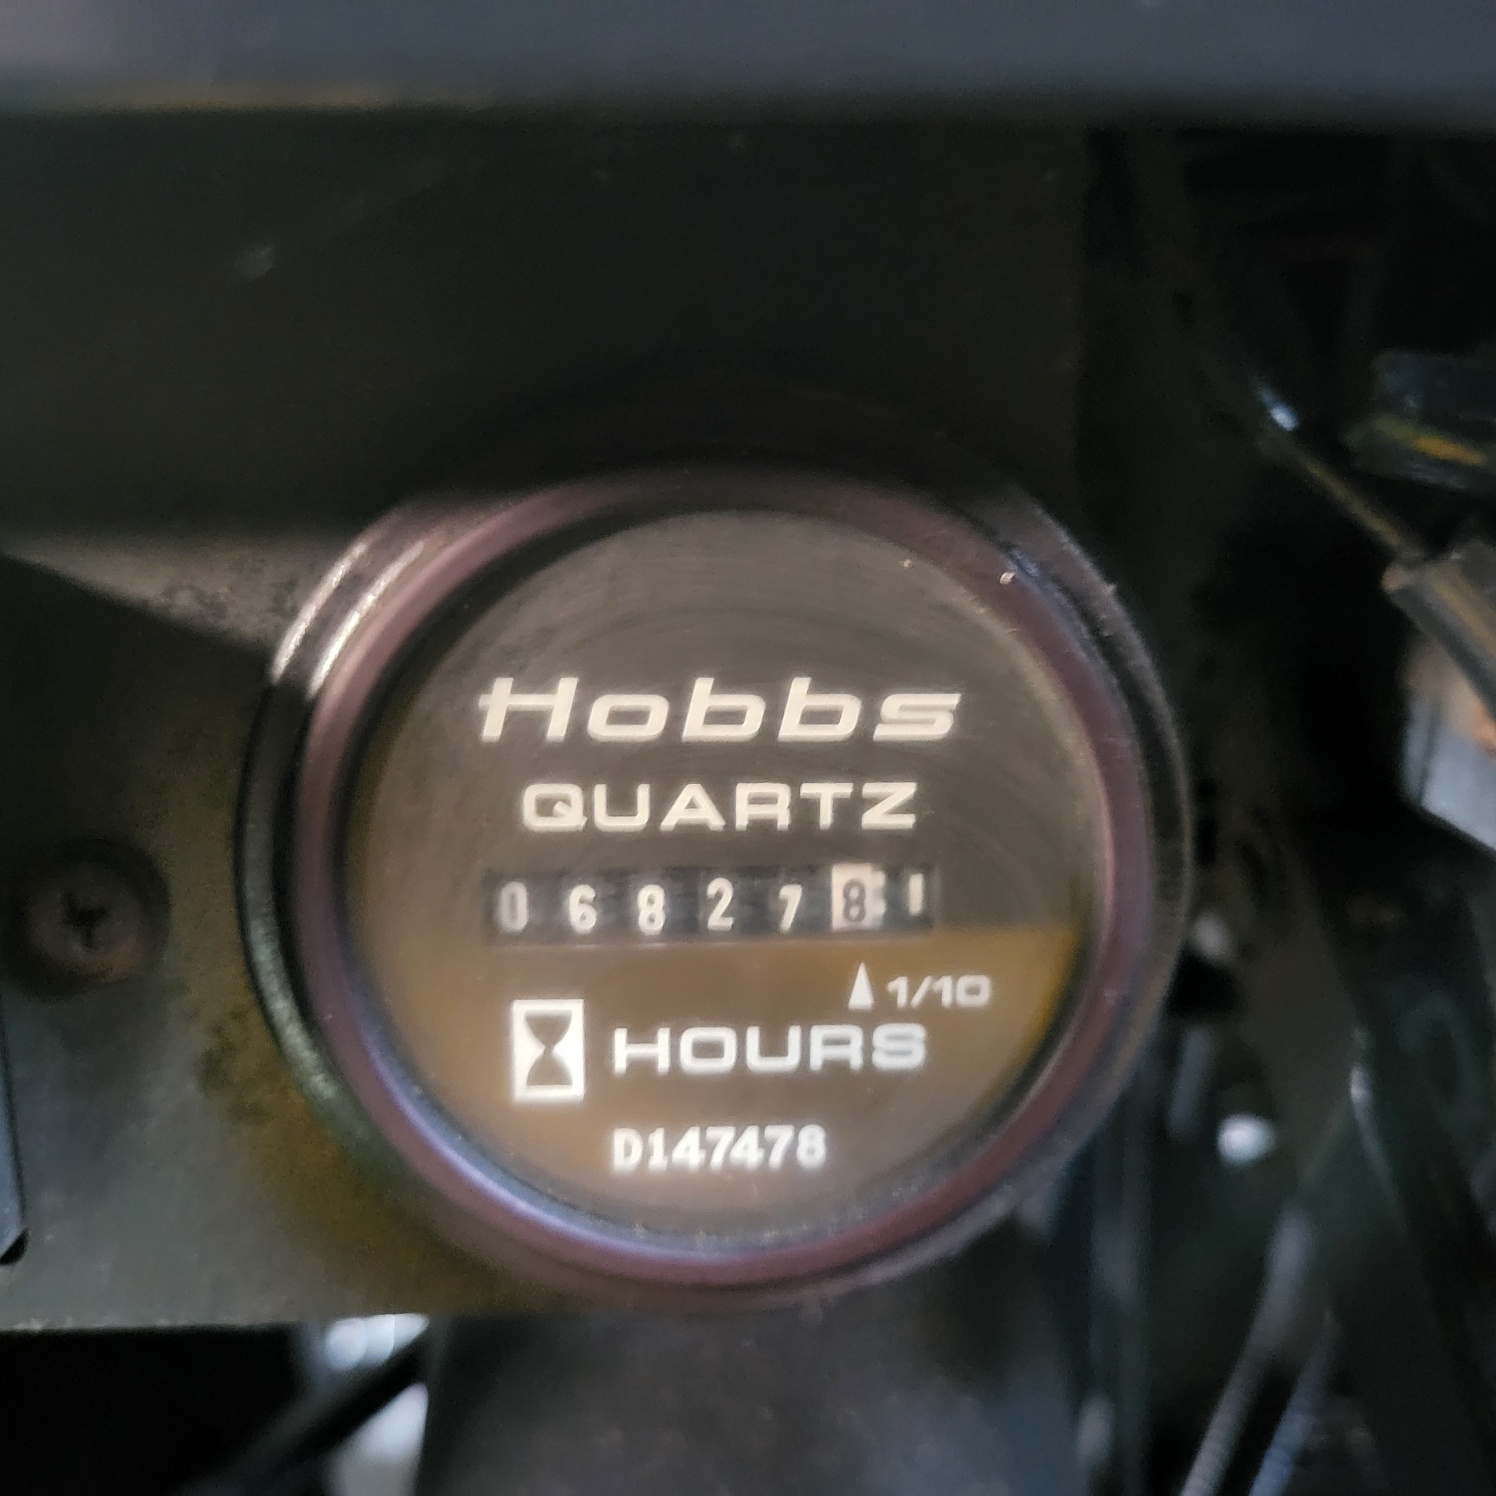 Hobbs
QUARTZ
068278
1/10
HOURS
D147478